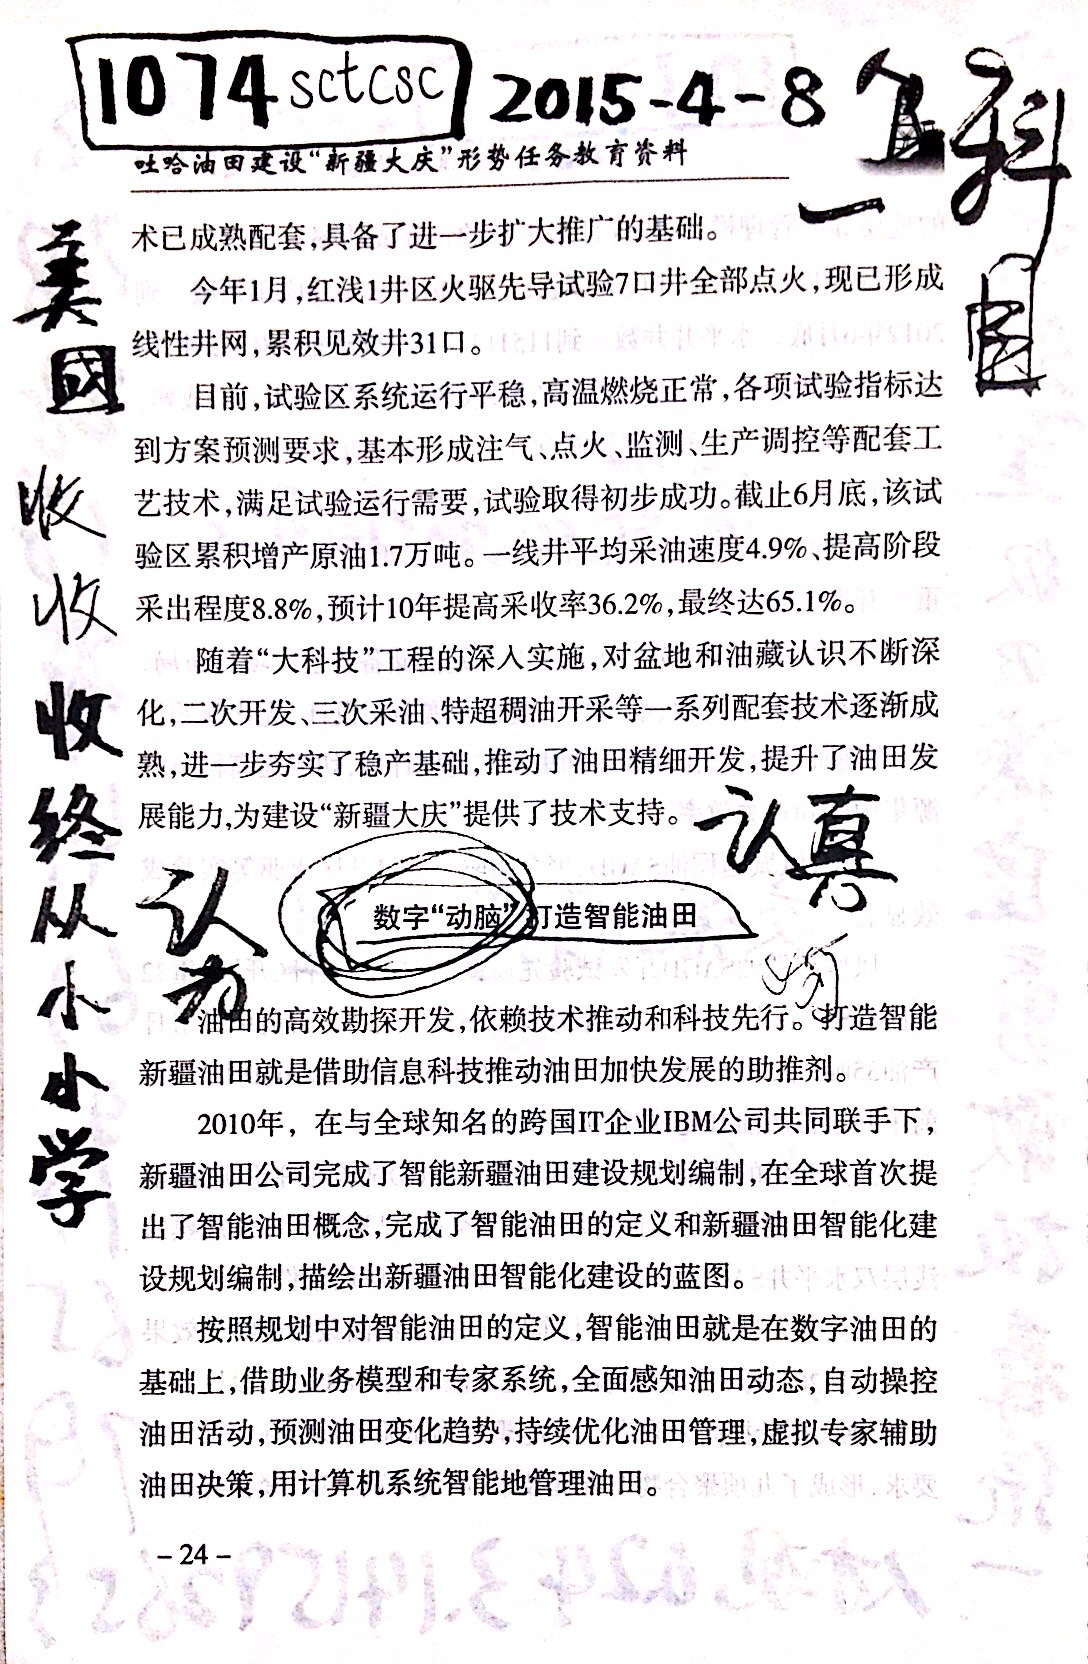 1074 sctcsc 2015-4-8
吐哈油田建设“新疆大庆”形势任务教育资料
科
一
图
美
國
收
收
收
终
从
小
小
学
术已成熟配套,具备了进一步扩大推广的基础。
今年1月,红浅1井区火驱先导试验7口井全部点火,现已形成
线性井网,累积见效井31口。
目前,试验区系统运行平稳,高温燃烧正常,各项试验指标达
到方案预测要求,基本形成注气、点火、监测、生产调控等配套工
艺技术,满足试验运行需要,试验取得初步成功。截止6月底,该试
验区累积增产原油1.7万吨。一线井平均采油速度4.9%、提高阶段
采出程度8.8%,预计10年提高采收率36.2%,最终达65.1%。
随着“大科技”工程的深入实施,对盆地和油藏认识不断深
化,二次开发、三次采油、特超稠油开采等一系列配套技术逐渐成
熟,进一步夯实了稳产基础,推动了油田精细开发,提升了油田发
展能力,为建设“新疆大庆”提供了技术支持。
认真
认
为
数字“动脑”打造智能油田
油田的高效勘探开发,依赖技术推动和科技先行。打造智能
新疆油田就是借助信息科技推动油田加快发展的助推剂。
2010年，在与全球知名的跨国IT企业IBM公司共同联手下,
新疆油田公司完成了智能新疆油田建设规划编制,在全球首次提
出了智能油田概念,完成了智能油田的定义和新疆油田智能化建
设规划编制,描绘出新疆油田智能化建设的蓝图。
按照规划中对智能油田的定义,智能油田就是在数字油田的
基础上,借助业务模型和专家系统,全面感知油田动态,自动操控
油田活动,预测油田变化趋势,持续优化油田管理,虚拟专家辅助
油田决策,用计算机系统智能地管理油田。
– 24 –